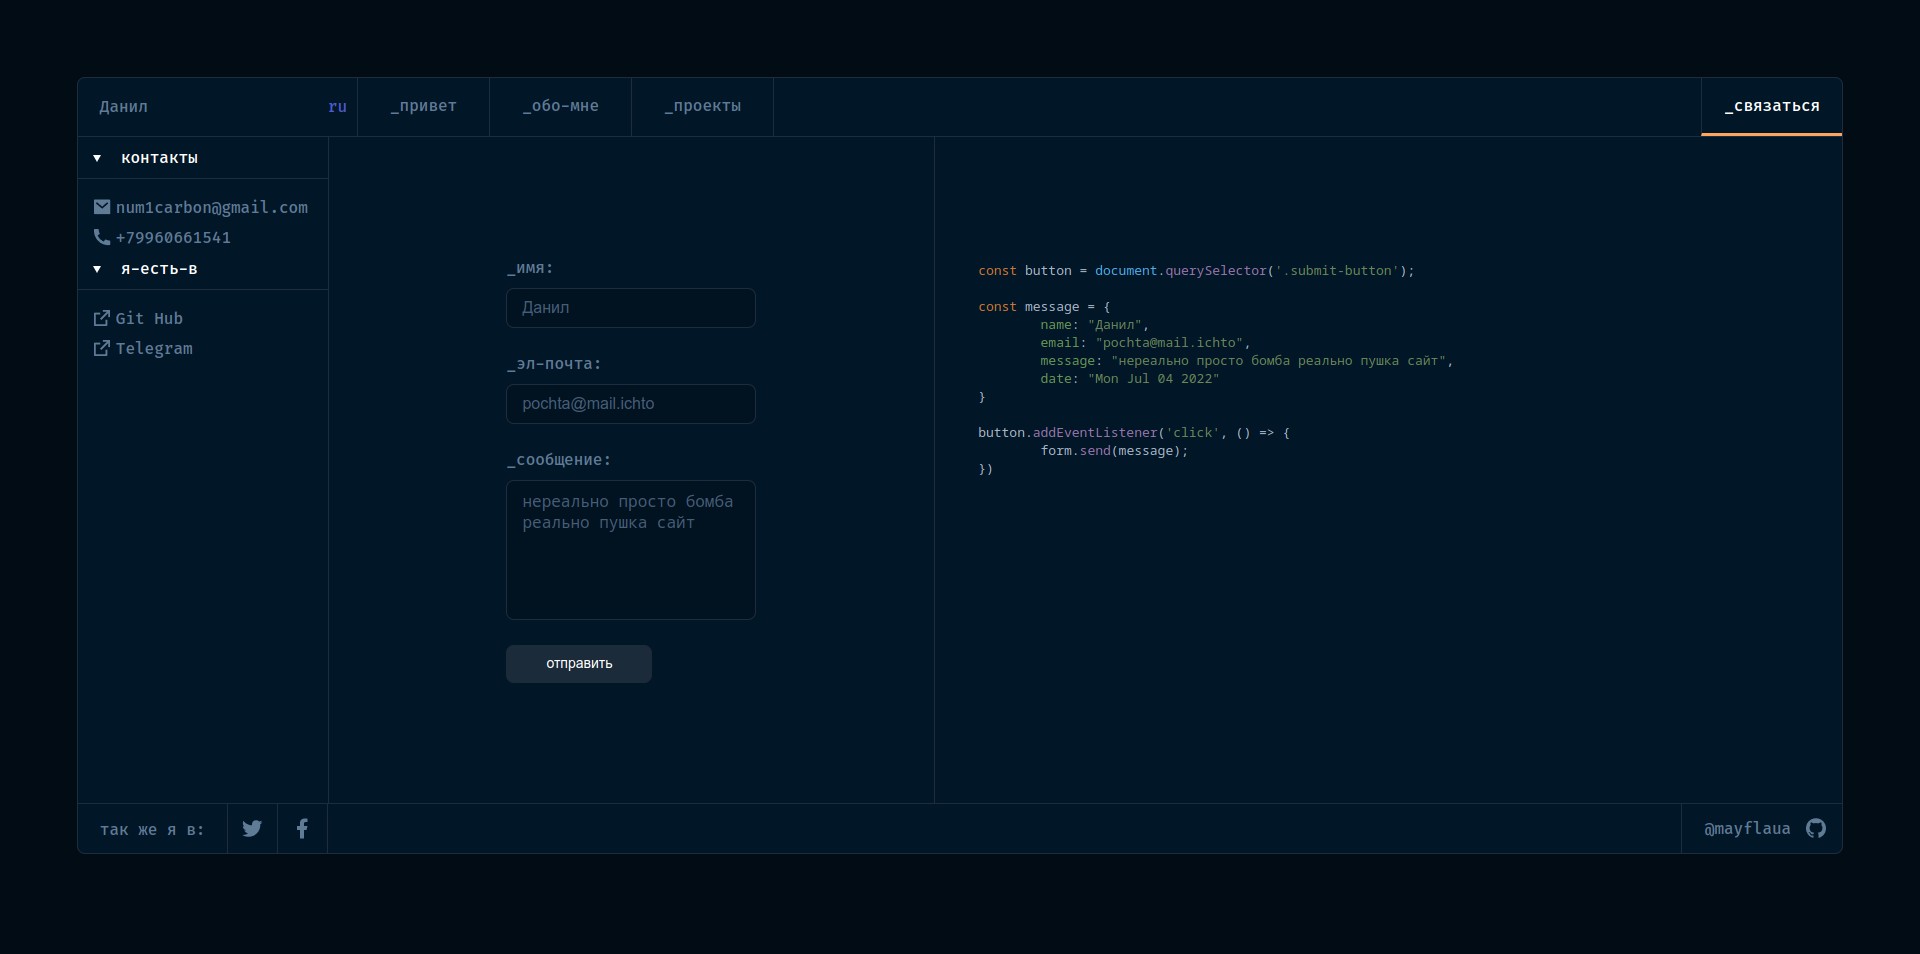 Данил
ru
_привет
_обо-мне
_проекты
_связаться
контакты
num1carbon@gmail.com
+79960661541
я-есть-в
Git Hub
Telegram
_имя:
Данил
_эл-почта:
pochta@mail.ichto
_сообщение:
нереально просто бомба
реально пушка сайт
отправить
const button = document.querySelector('.submit-button');
const message = {
name: "Данил",
email: "pochta@mail.ichto",
message: "нереально просто бомба реально пушка сайт",
date: "Mon Jul 04 2022"
}
button.addEventListener('click', () => {
form.send(message);
})
так же я в:
@mayflaua